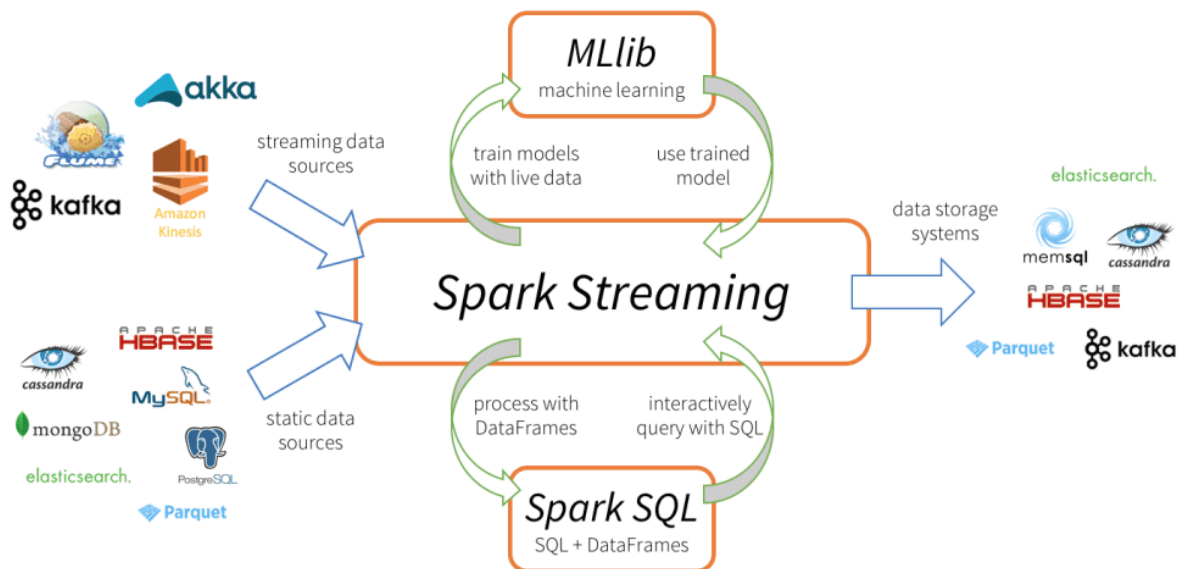 MLlib
machine learning
akka
FLUME
kafka
Amazon
Kinesis
streaming data
sources
train models
with live data
use trained
model
Spark Streaming
data storage
systems
elasticsearch.
memsql
cassandra
APACHE
HBASE
Parquet
kafka
APACHE
HBASE
cassandra
MySQL®
mongoDB
PostgreSQL
elasticsearch.
Parquet
static data
sources
process with
DataFrames
interactively
query with SQL
Spark SQL
SQL + DataFrames